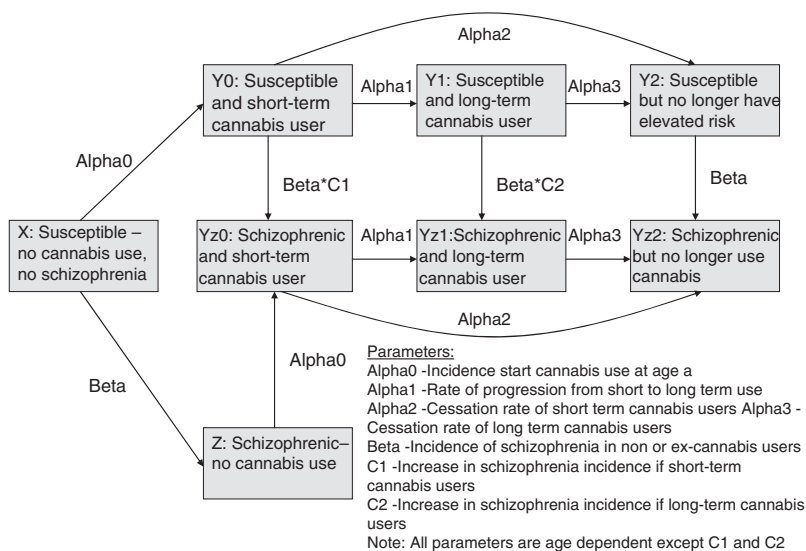 Alpha2
Y0: Susceptible
and short-term
cannabis user
Alpha1
Y1: Susceptible
and long-term
cannabis user
Alpha3
Y2: Susceptible
but no longer have
elevated risk
Alpha0
Beta*C1
Beta*C2
Beta
X: Susceptible –
no cannabis use,
no schizophrenia
Yz0: Schizophrenic
and short-term
cannabis user
Alpha1
Yz1:Schizophrenic
and long-term
cannabis user
Alpha3
Yz2: Schizophrenic
but no longer use
cannabis
Alpha2
Beta
Alpha0
Z: Schizophrenic–
no cannabis use
Parameters:
Alpha0 -Incidence start cannabis use at age a
Alpha1 -Rate of progression from short to long term use
Alpha2 -Cessation rate of short term cannabis users Alpha3 -
Cessation rate of long term cannabis users
Beta -Incidence of schizophrenia in non or ex-cannabis users
C1 -Increase in schizophrenia incidence if short-term
cannabis users
C2 -Increase in schizophrenia incidence if long-term cannabis
users
Note: All parameters are age dependent except C1 and C2